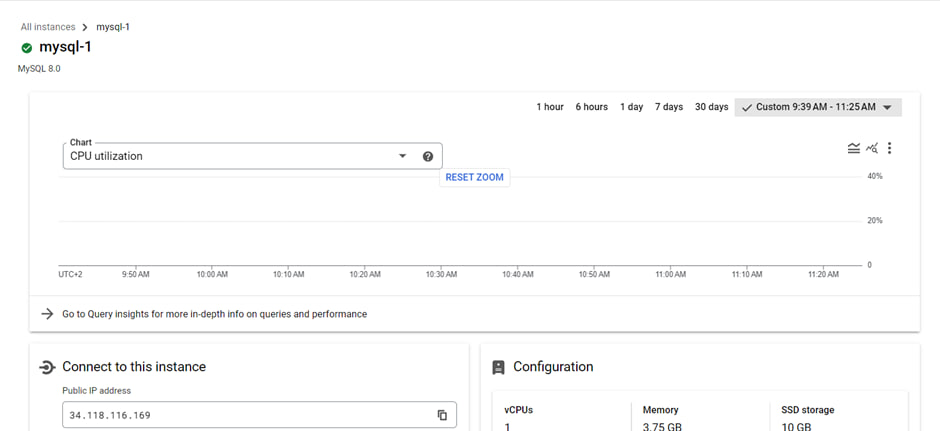 All instances mysql-1
mysql-1
MySQL 8.0
1 hour 6 hours 1 day 7 days 30 days Custom 9:39 AM - 11:25 AM
Chart
CPU utilization
RESET ZOOM
40%
20%
0
UTC+2 9:50 AM 10:00 AM 10:10 AM 10:20 AM 10:30 AM 10:40 AM 10:50 AM 11:00 AM 11:10 AM 11:20 AM
Go to Query insights for more in-depth info on queries and performance
Connect to this instance
Public IP address
34.118.116.169
Configuration
vCPUs Memory SSD storage
1 3.75 GB 10 GB